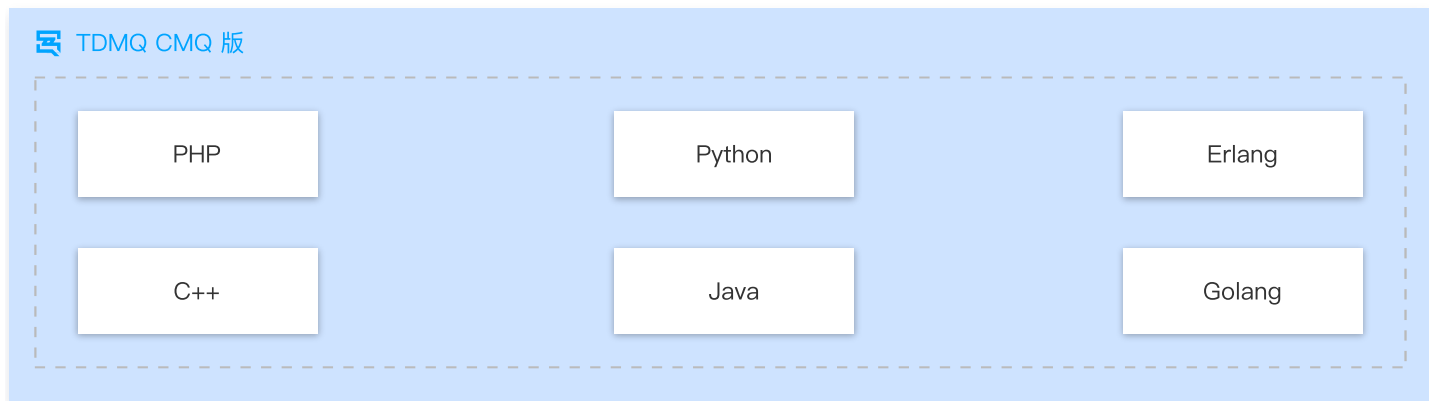 TDMQ CMQ 版
PHP
Python
Erlang
C++
Java
Golang